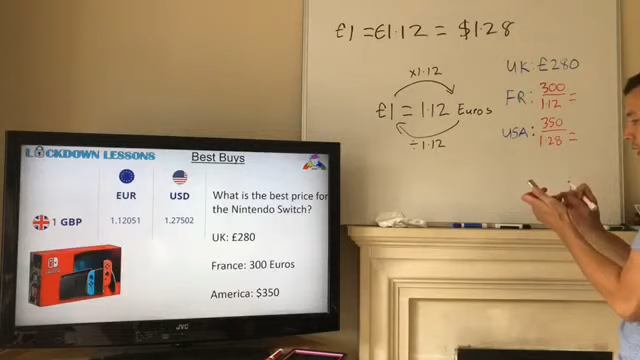 £1 = €1·12 = $1·28
×1·12
£1 = 1·12 Euros
÷1·12
UK: £280
FR: 300/1·12 =
USA: 350/1·28 =
LOCKDOWN LESSONS
Best Buys
EUR
USD
1 GBP
1.12051
1.27502
What is the best price for
the Nintendo Switch?
UK: £280
France: 300 Euros
America: $350
JVC